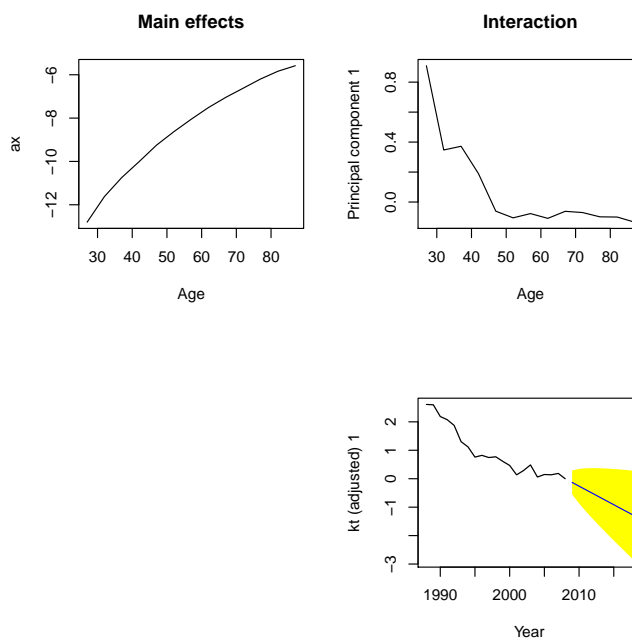 Main effects
ax
−6
−8
−10
−12
30 40 50 60 70 80
Age
Interaction
Principal component 1
0.8
0.4
0.0
30 40 50 60 70 80
Age
kt (adjusted) 1
2
1
0
−1
−3
1990 2000 2010
Year